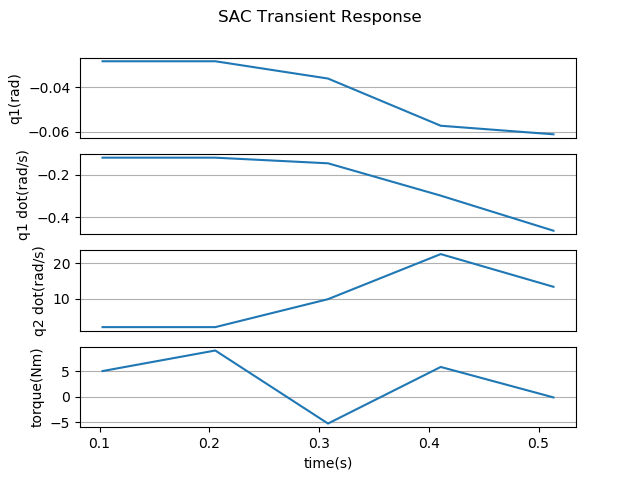 SAC Transient Response
q1(rad)
−0.04
−0.06
q1 dot(rad/s)
−0.2
−0.4
q2 dot(rad/s)
20
10
torque(Nm)
5
0
−5
0.1 0.2 0.3 0.4 0.5
time(s)